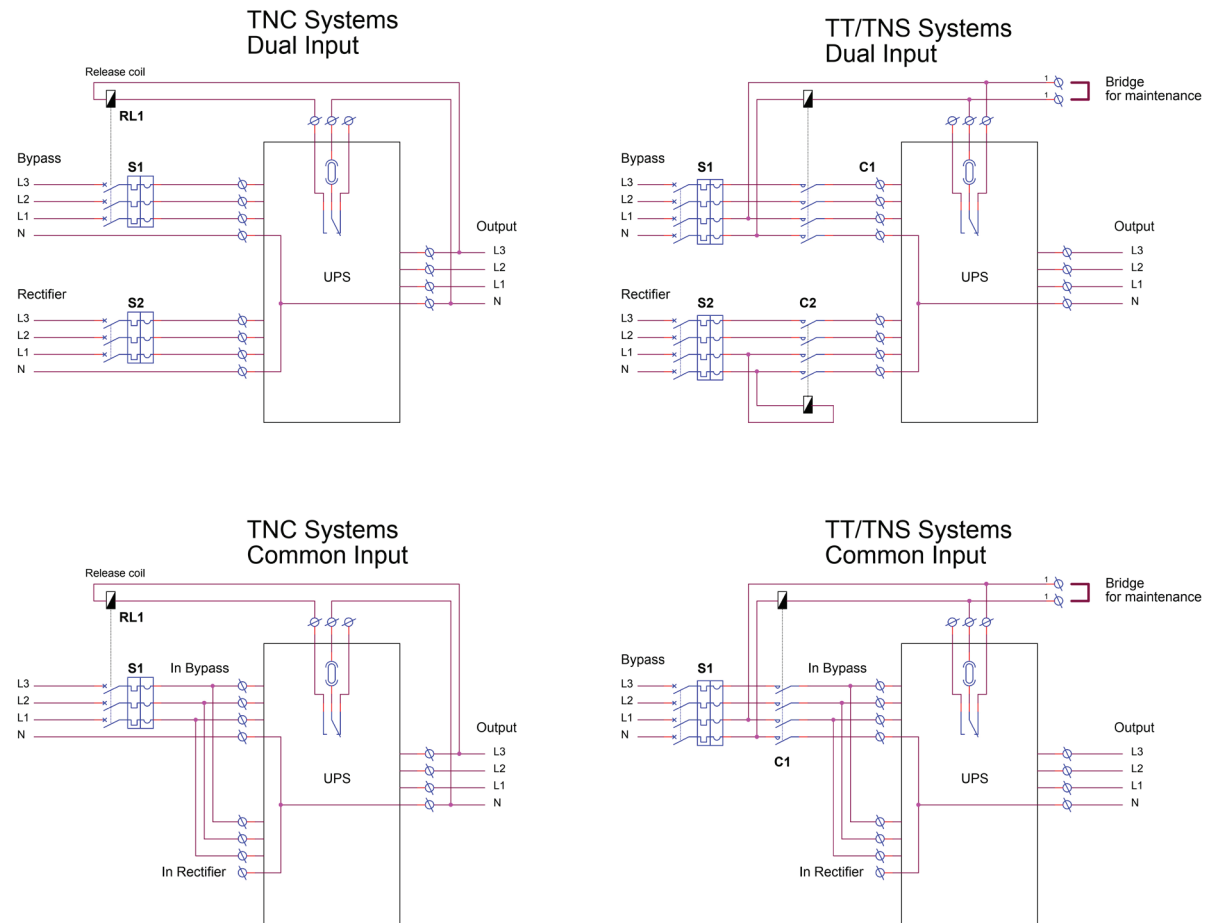 TNC Systems
Dual Input
Release coil
RL1
Bypass
S1
L3
L2
L1
N
Output
L3
L2
L1
N
UPS
Rectifier
S2
L3
L2
L1
N
TT/TNS Systems
Dual Input
1
1
Bridge
for maintenance
Bypass
S1
C1
L3
L2
L1
N
Output
L3
L2
L1
N
UPS
Rectifier
S2
C2
L3
L2
L1
N
TNC Systems
Common Input
Release coil
RL1
S1
In Bypass
L3
L2
L1
N
Output
L3
L2
L1
N
UPS
In Rectifier
TT/TNS Systems
Common Input
1
1
Bridge
for maintenance
Bypass
S1
In Bypass
L3
L2
L1
N
C1
Output
L3
L2
L1
N
UPS
In Rectifier